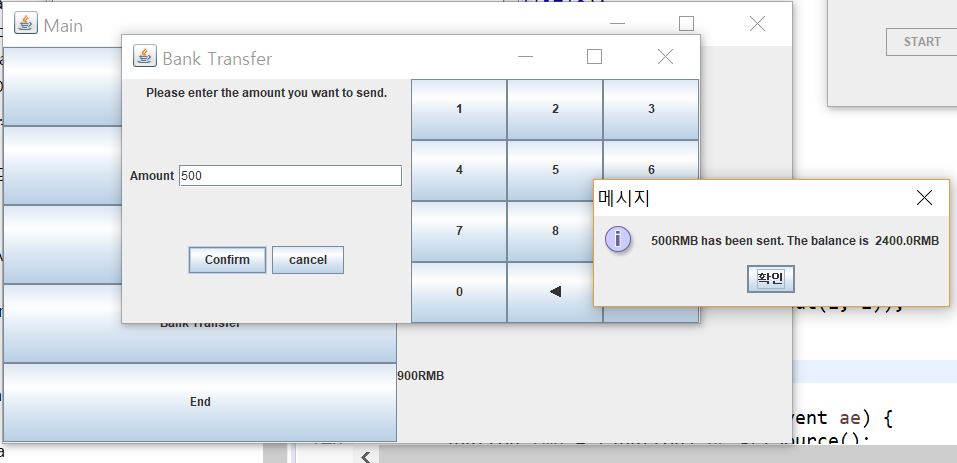 Main
START
Bank Transfer
Please enter the amount you want to send.
1
2
3
Amount 500
4
5
6
메시지
500RMB has been sent. The balance is 2400.0RMB
확인
7
8
Confirm
cancel
0
◀
Bank Transfer
900RMB
End
ae) {